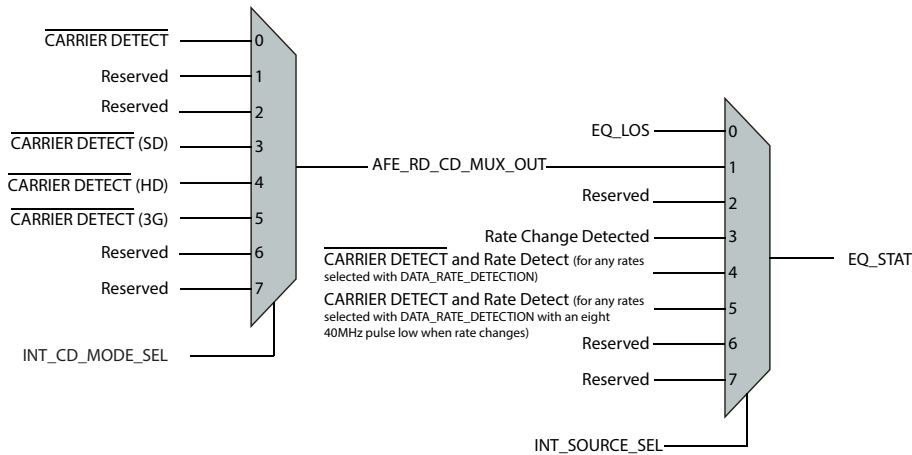 CARRIER DETECT
0
Reserved
1
Reserved
2
CARRIER DETECT (SD)
3
CARRIER DETECT (HD)
4
CARRIER DETECT (3G)
5
Reserved
6
Reserved
7
INT_CD_MODE_SEL
AFE_RD_CD_MUX_OUT
EQ_LOS
0
1
Reserved
2
Rate Change Detected
3
CARRIER DETECT and Rate Detect (for any rates
selected with DATA_RATE_DETECTION)
4
CARRIER DETECT and Rate Detect (for any rates
selected with DATA_RATE_DETECTION with an eight
40MHz pulse low when rate changes)
5
Reserved
6
Reserved
7
INT_SOURCE_SEL
EQ_STAT